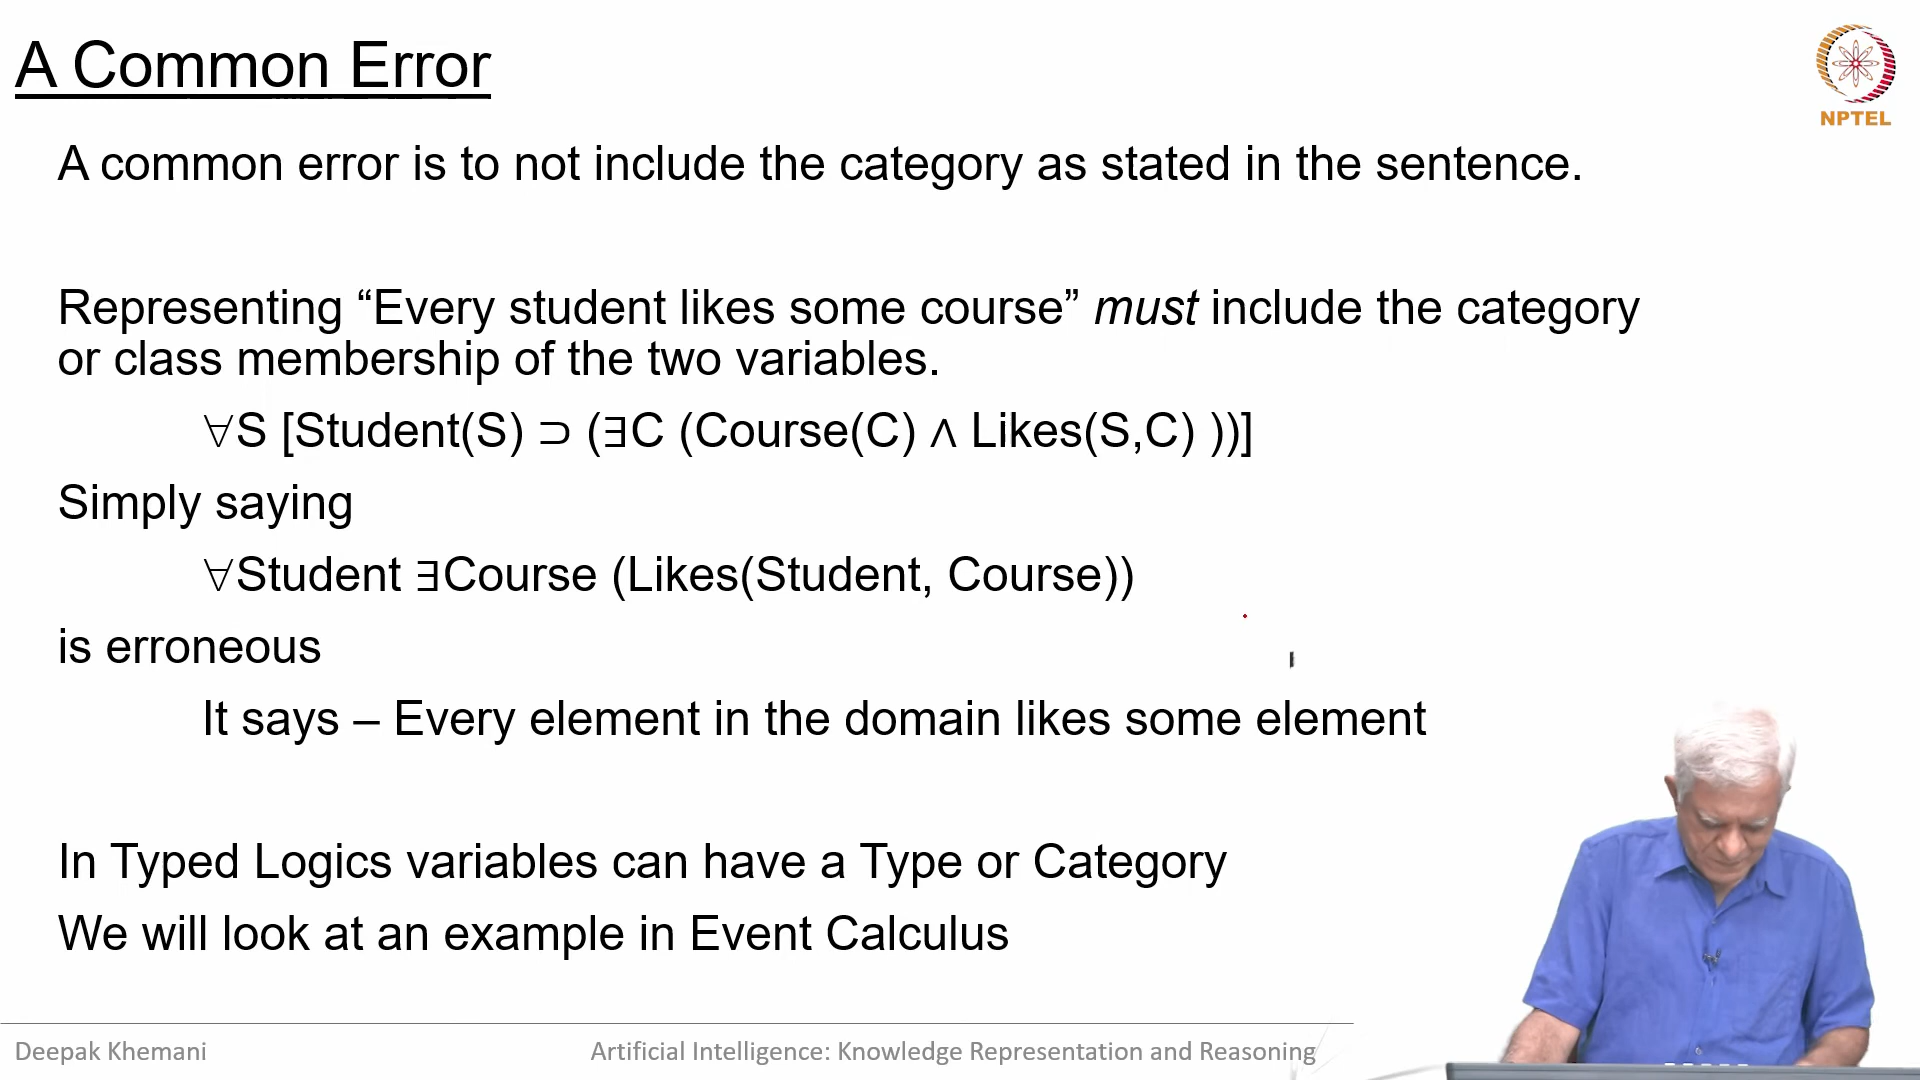 A Common Error
NPTEL
A common error is to not include the category as stated in the sentence.
Representing “Every student likes some course” must include the category
or class membership of the two variables.
∀S [Student(S) ⊃ (∃C (Course(C) ∧ Likes(S,C) ))]
Simply saying
∀Student ∃Course (Likes(Student, Course))
is erroneous
It says – Every element in the domain likes some element
In Typed Logics variables can have a Type or Category
We will look at an example in Event Calculus
Deepak Khemani
Artificial Intelligence: Knowledge Representation and Reasoning